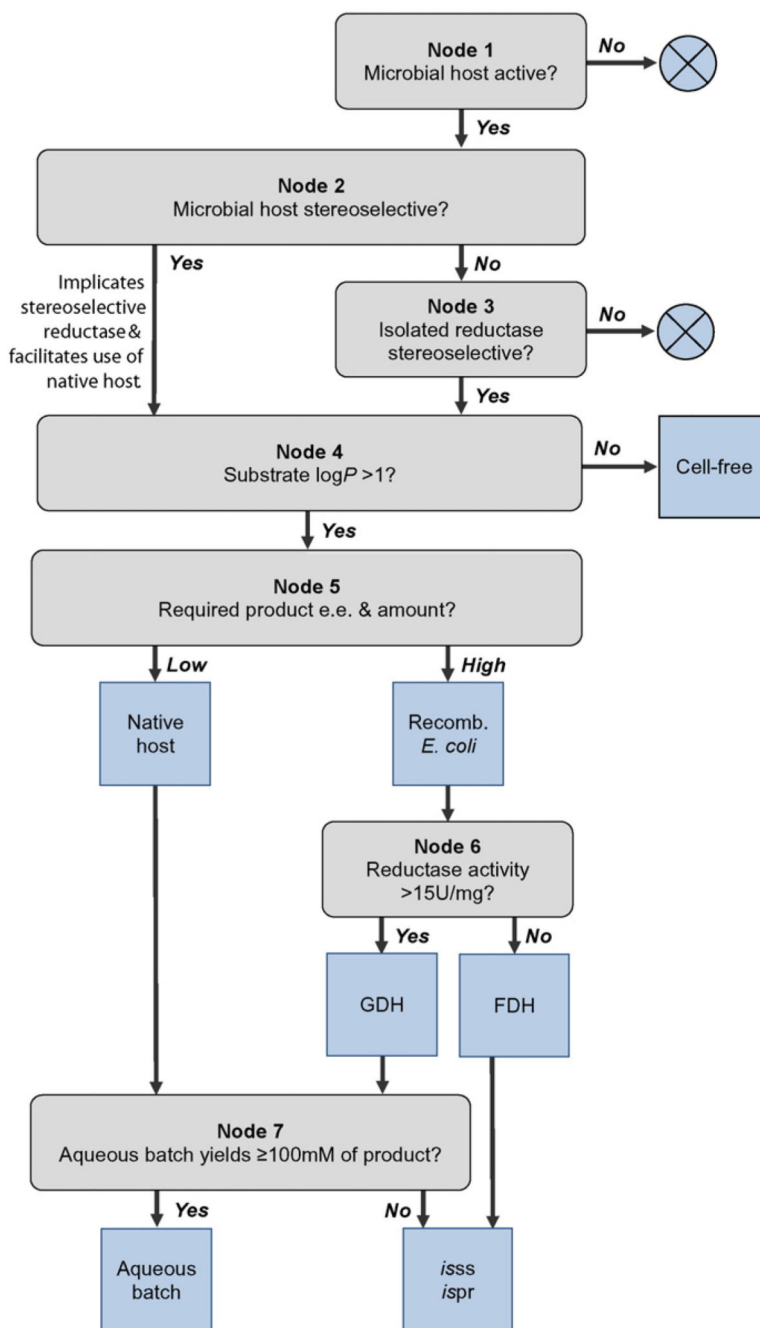 Node 1
Microbial host active?
No
Yes
Node 2
Microbial host stereoselective?
Yes
No
Implicates
stereoselective
reductase &
facilitates use of
native host.
Node 3
Isolated reductase
stereoselective?
No
Yes
Node 4
Substrate logP >1?
No
Cell-free
Yes
Node 5
Required product e.e. & amount?
Low
High
Native
host
Recomb.
E. coli
Node 6
Reductase activity
>15U/mg?
Yes
No
GDH
FDH
Node 7
Aqueous batch yields ≥100mM of product?
Yes
No
Aqueous
batch
isss
ispr